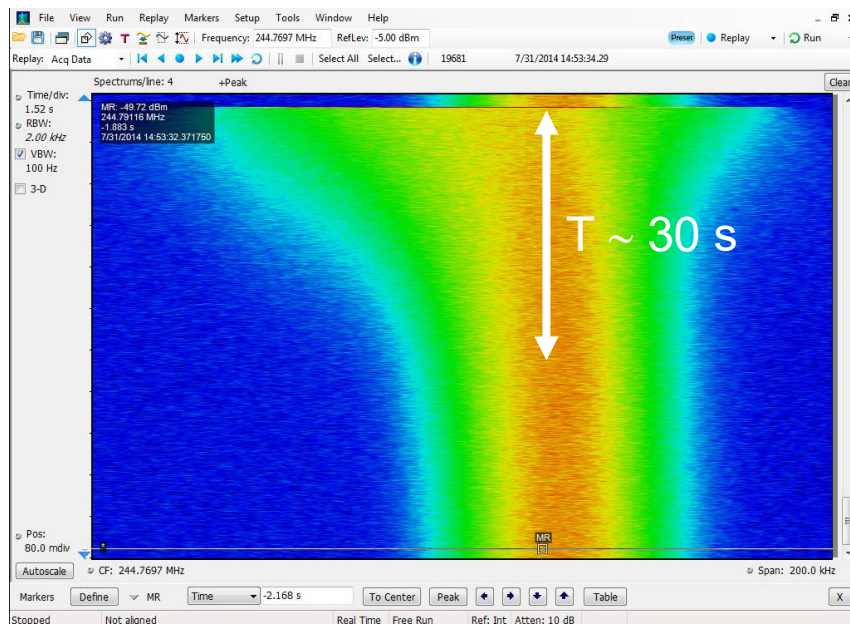 File View Run Replay Markers Setup Tools Window Help
T Frequency: 244.7697 MHz RefLev: -5.00 dBm Preset Replay Run
Replay: Acq Data Select All Select... 19681 7/31/2014 14:53:34.29
Spectrums/line: 4 +Peak Clear
Time/div:
1.52 s
RBW:
2.00 kHz
VBW:
100 Hz
3-D
MR: -49.72 dBm
244.79116 MHz
-1.883 s
7/31/2014 14:53:32.371750
T ~ 30 s
MR
Pos:
80.0 mdiv
Autoscale CF: 244.7697 MHz Span: 200.0 kHz
Markers Define MR Time -2.168 s To Center Peak Table X
Stopped Not aligned Real Time Free Run Ref: Int Atten: 10 dB